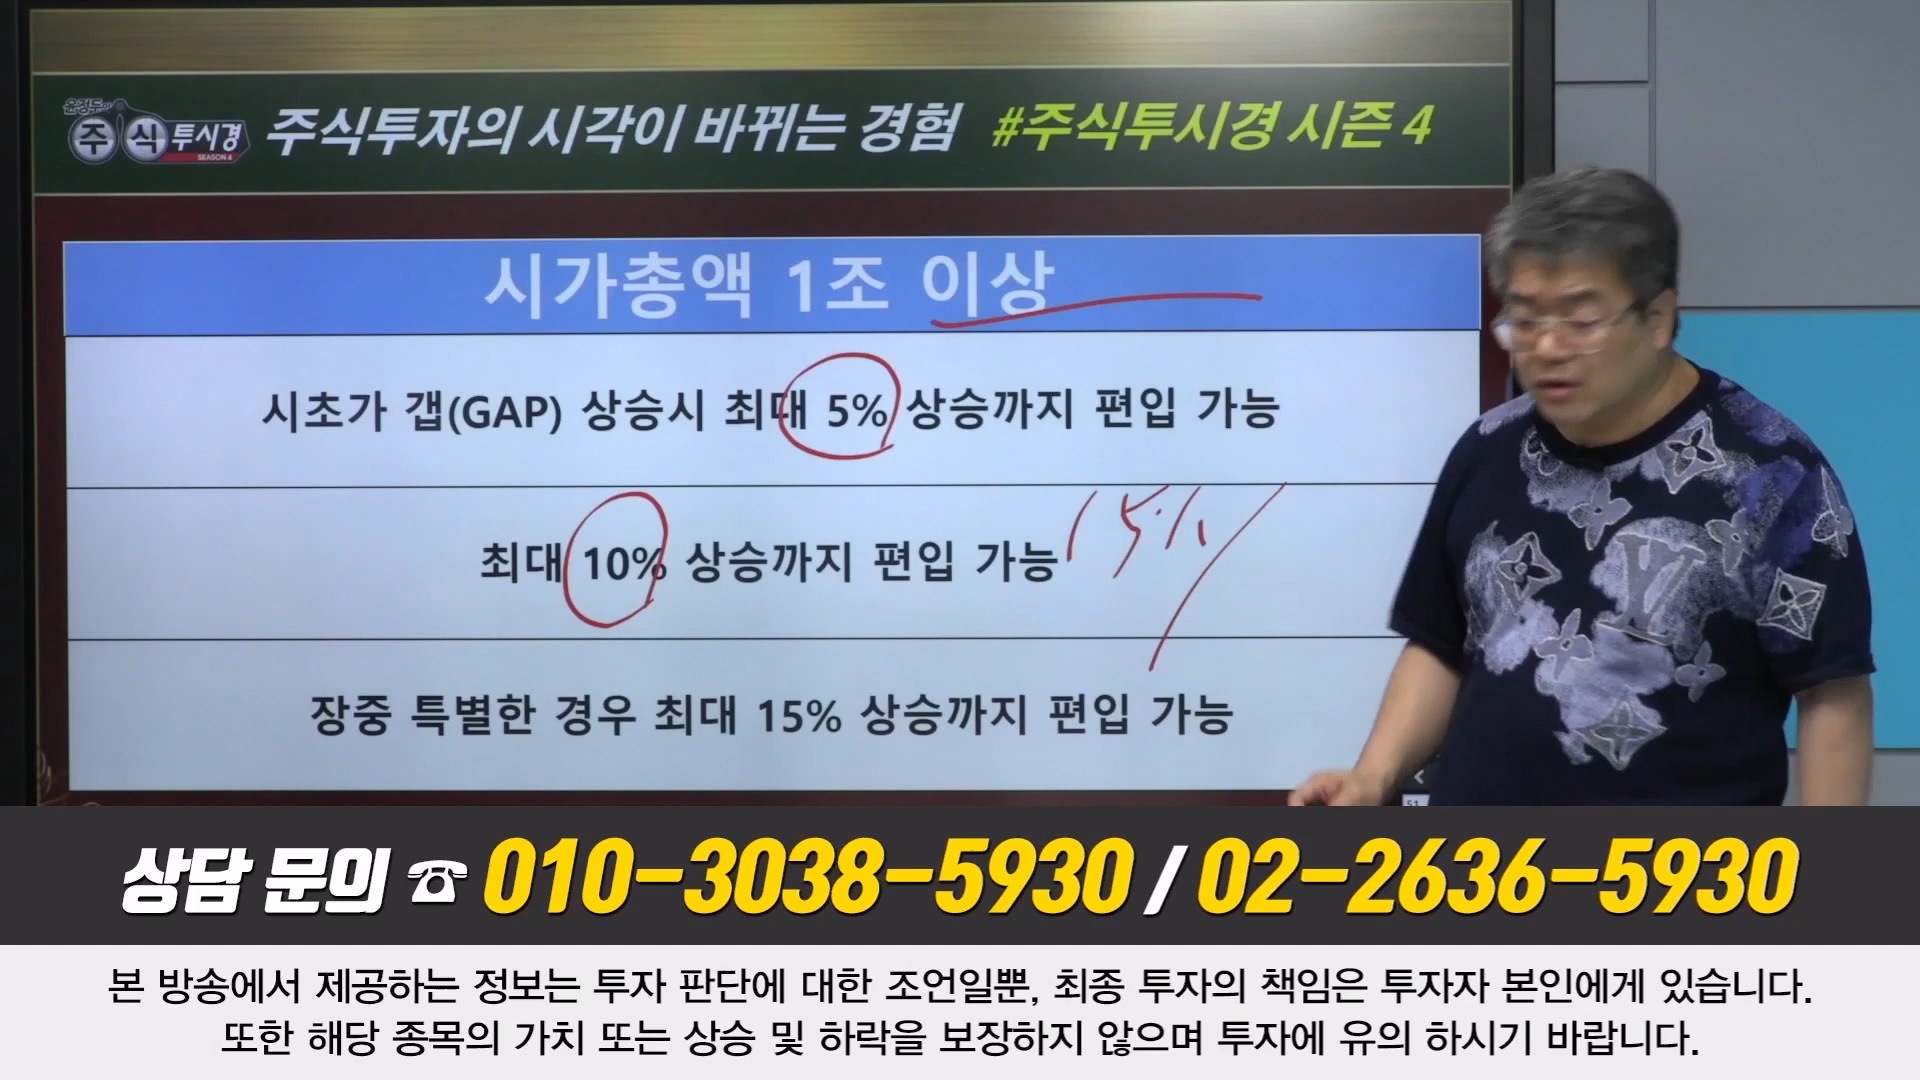 윤정두의
주식투시경
SEASON 4
주식투자의 시각이 바뀌는 경험 #주식투시경 시즌 4
시가총액 1조 이상
시초가 갭(GAP) 상승시 최대 5% 상승까지 편입 가능
최대 10% 상승까지 편입 가능 15%
장중 특별한 경우 최대 15% 상승까지 편입 가능
51
상담 문의 ☎ 010-3038-5930 / 02-2636-5930
본 방송에서 제공하는 정보는 투자 판단에 대한 조언일뿐, 최종 투자의 책임은 투자자 본인에게 있습니다.
또한 해당 종목의 가치 또는 상승 및 하락을 보장하지 않으며 투자에 유의 하시기 바랍니다.